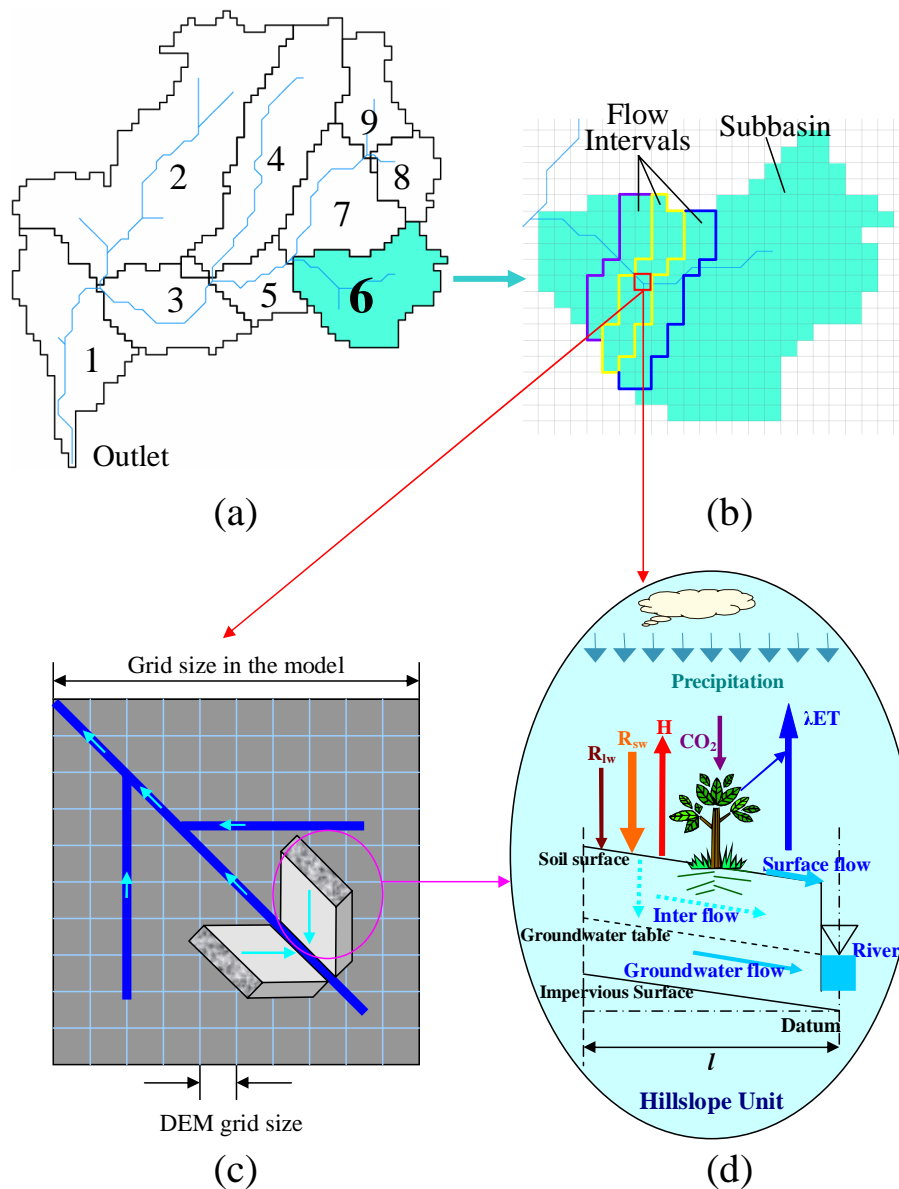 9
2
4
8
7
6
3
5
1
Outlet
(a)
Flow
Intervals
Subbasin
(b)
Grid size in the model
DEM grid size
(c)
Precipitation
λET
H
CO₂
R_sw
R_lw
Soil surface
Surface flow
Inter flow
Groundwater table
River
Groundwater flow
Impervious Surface
Datum
l
Hillslope Unit
(d)